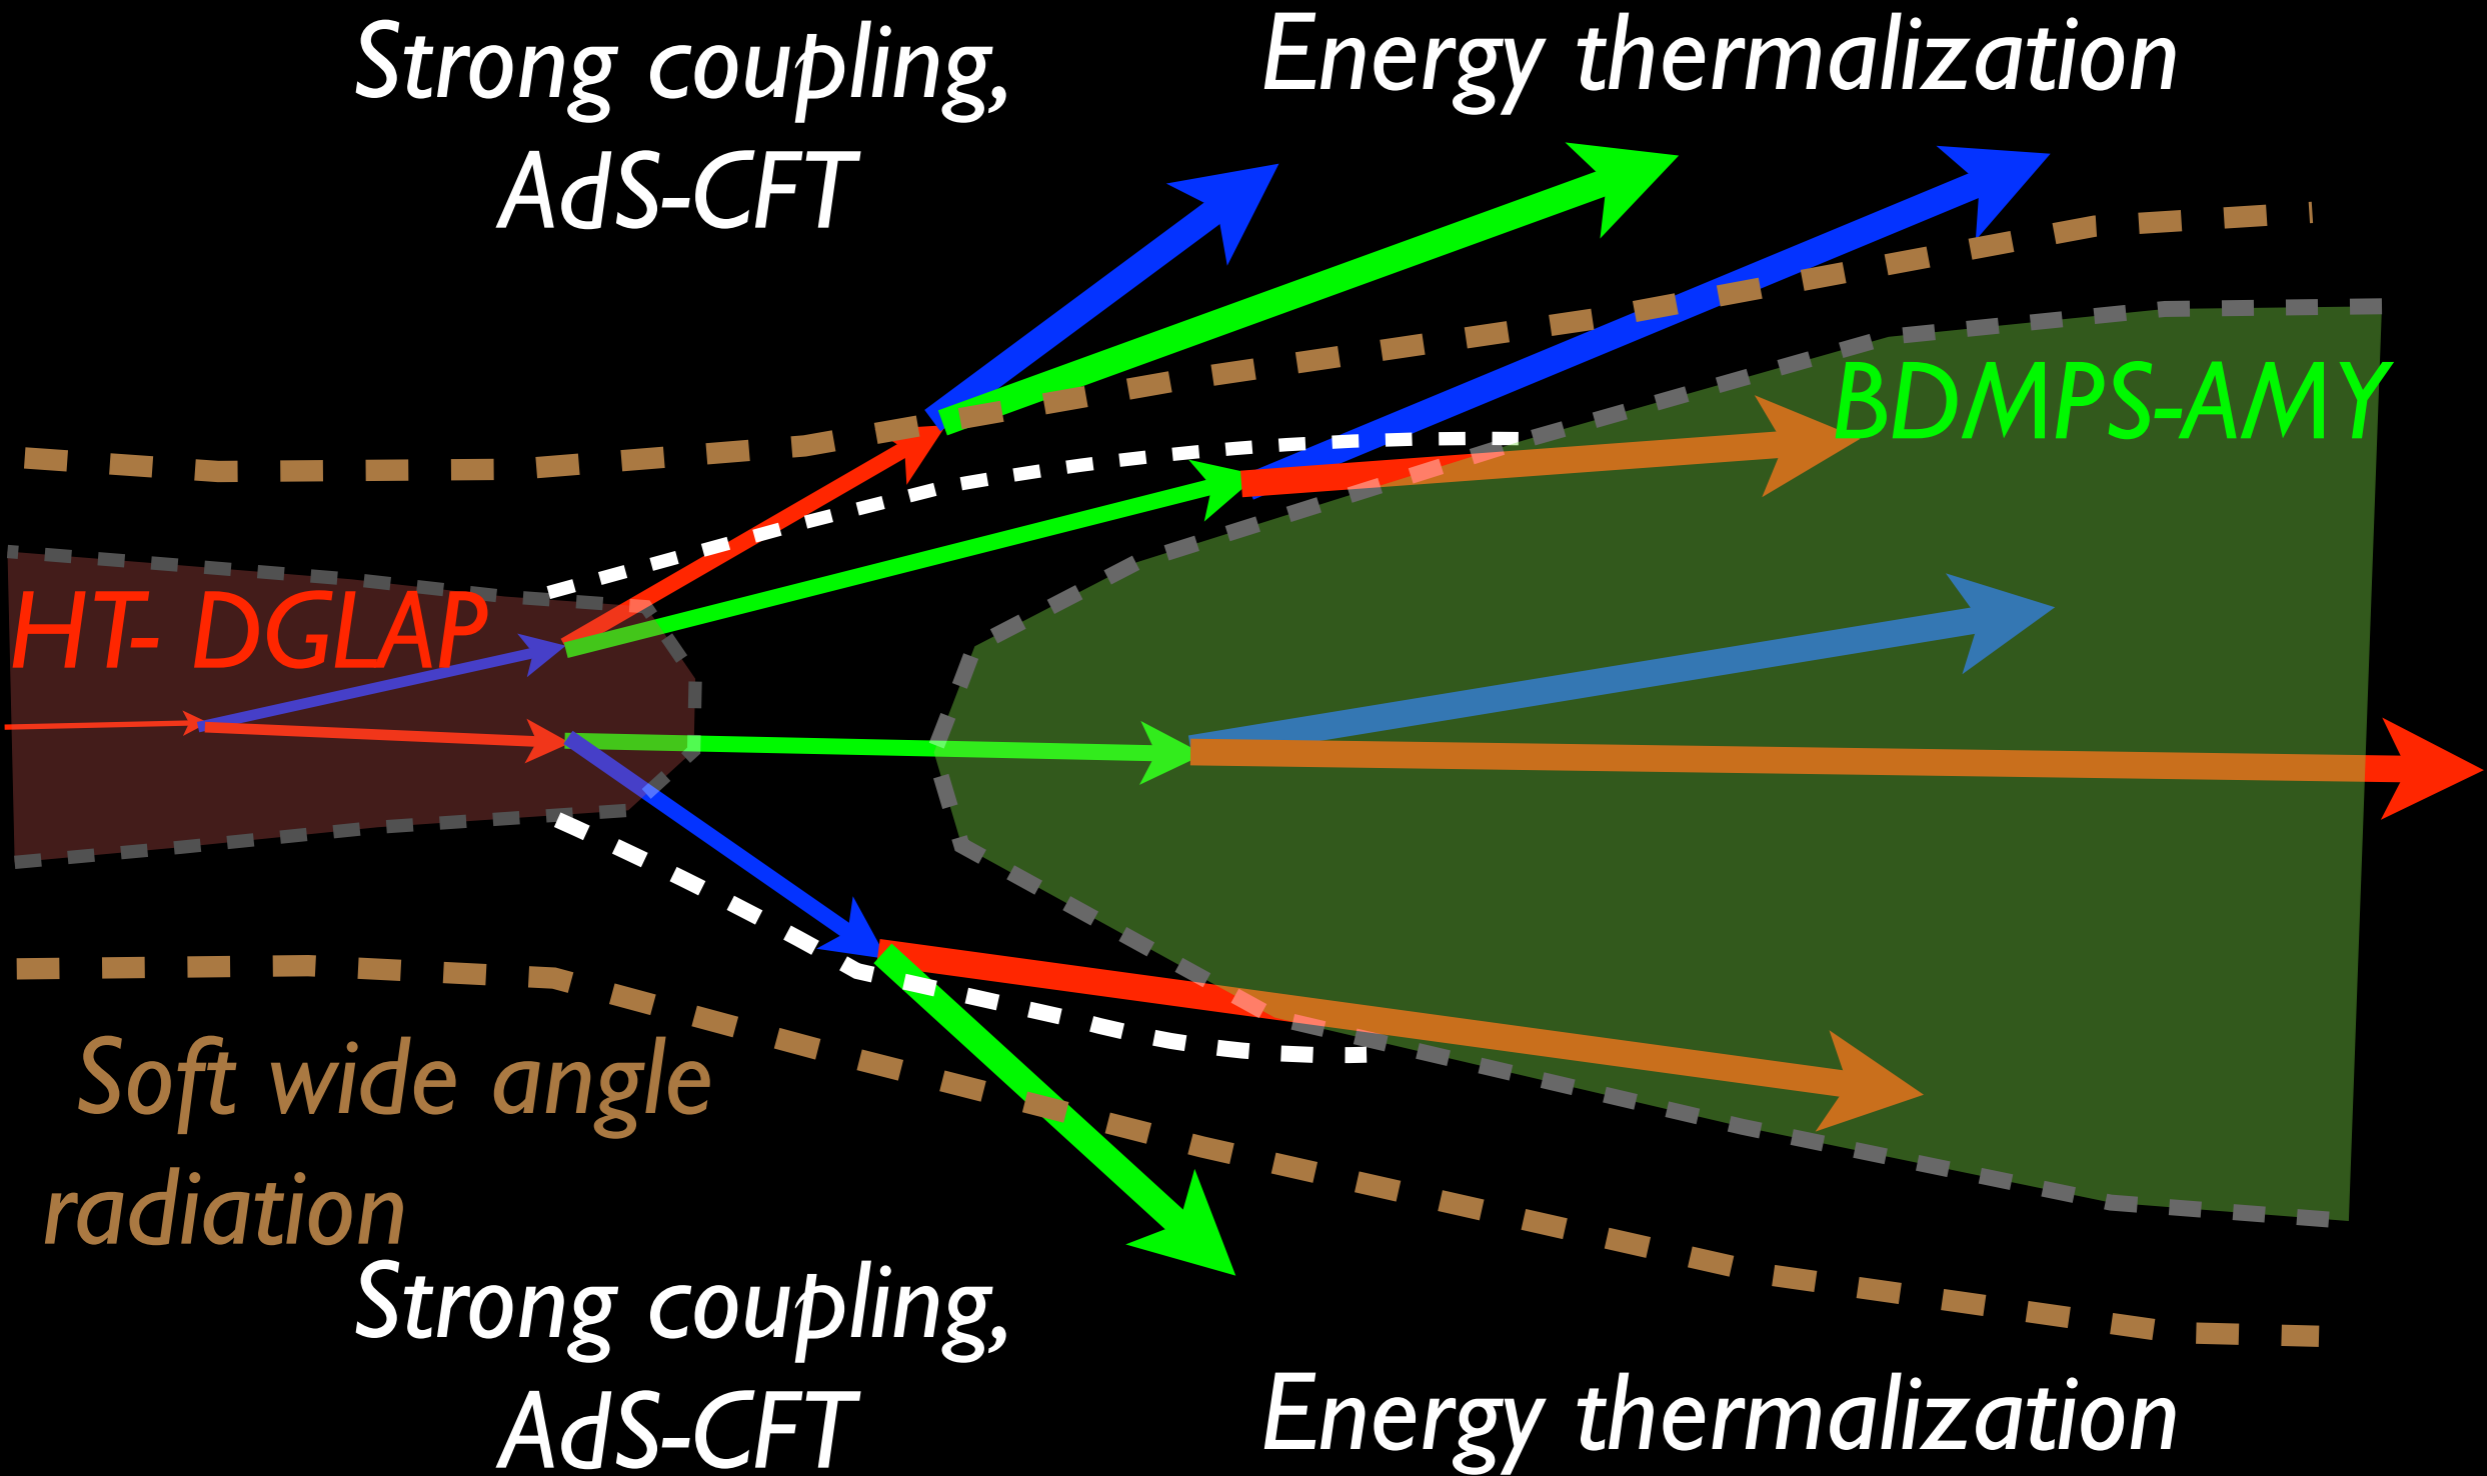 Strong coupling,
AdS-CFT
Energy thermalization
BDMPS-AMY
HT- DGLAP
Soft wide angle
radiation
Strong coupling,
AdS-CFT
Energy thermalization